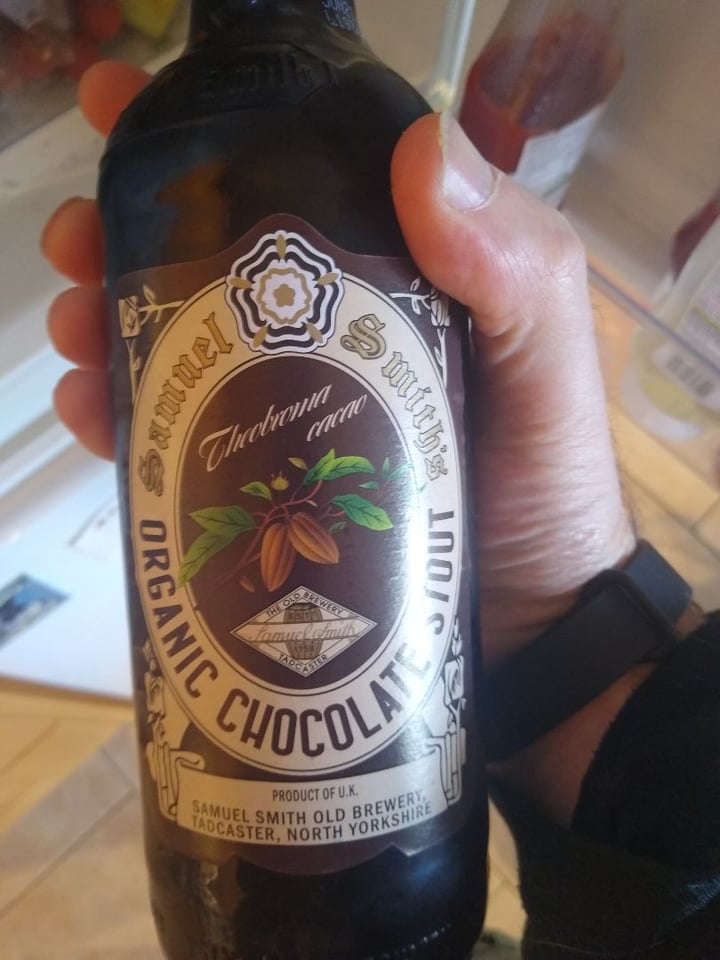 Samuel Smith's
Theobroma
cacao
THE OLD BREWERY
Samuel Smith
1758
TADCASTER
ORGANIC CHOCOLATE STOUT
PRODUCT OF U.K.
SAMUEL SMITH OLD BREWERY,
TADCASTER, NORTH YORKSHIRE